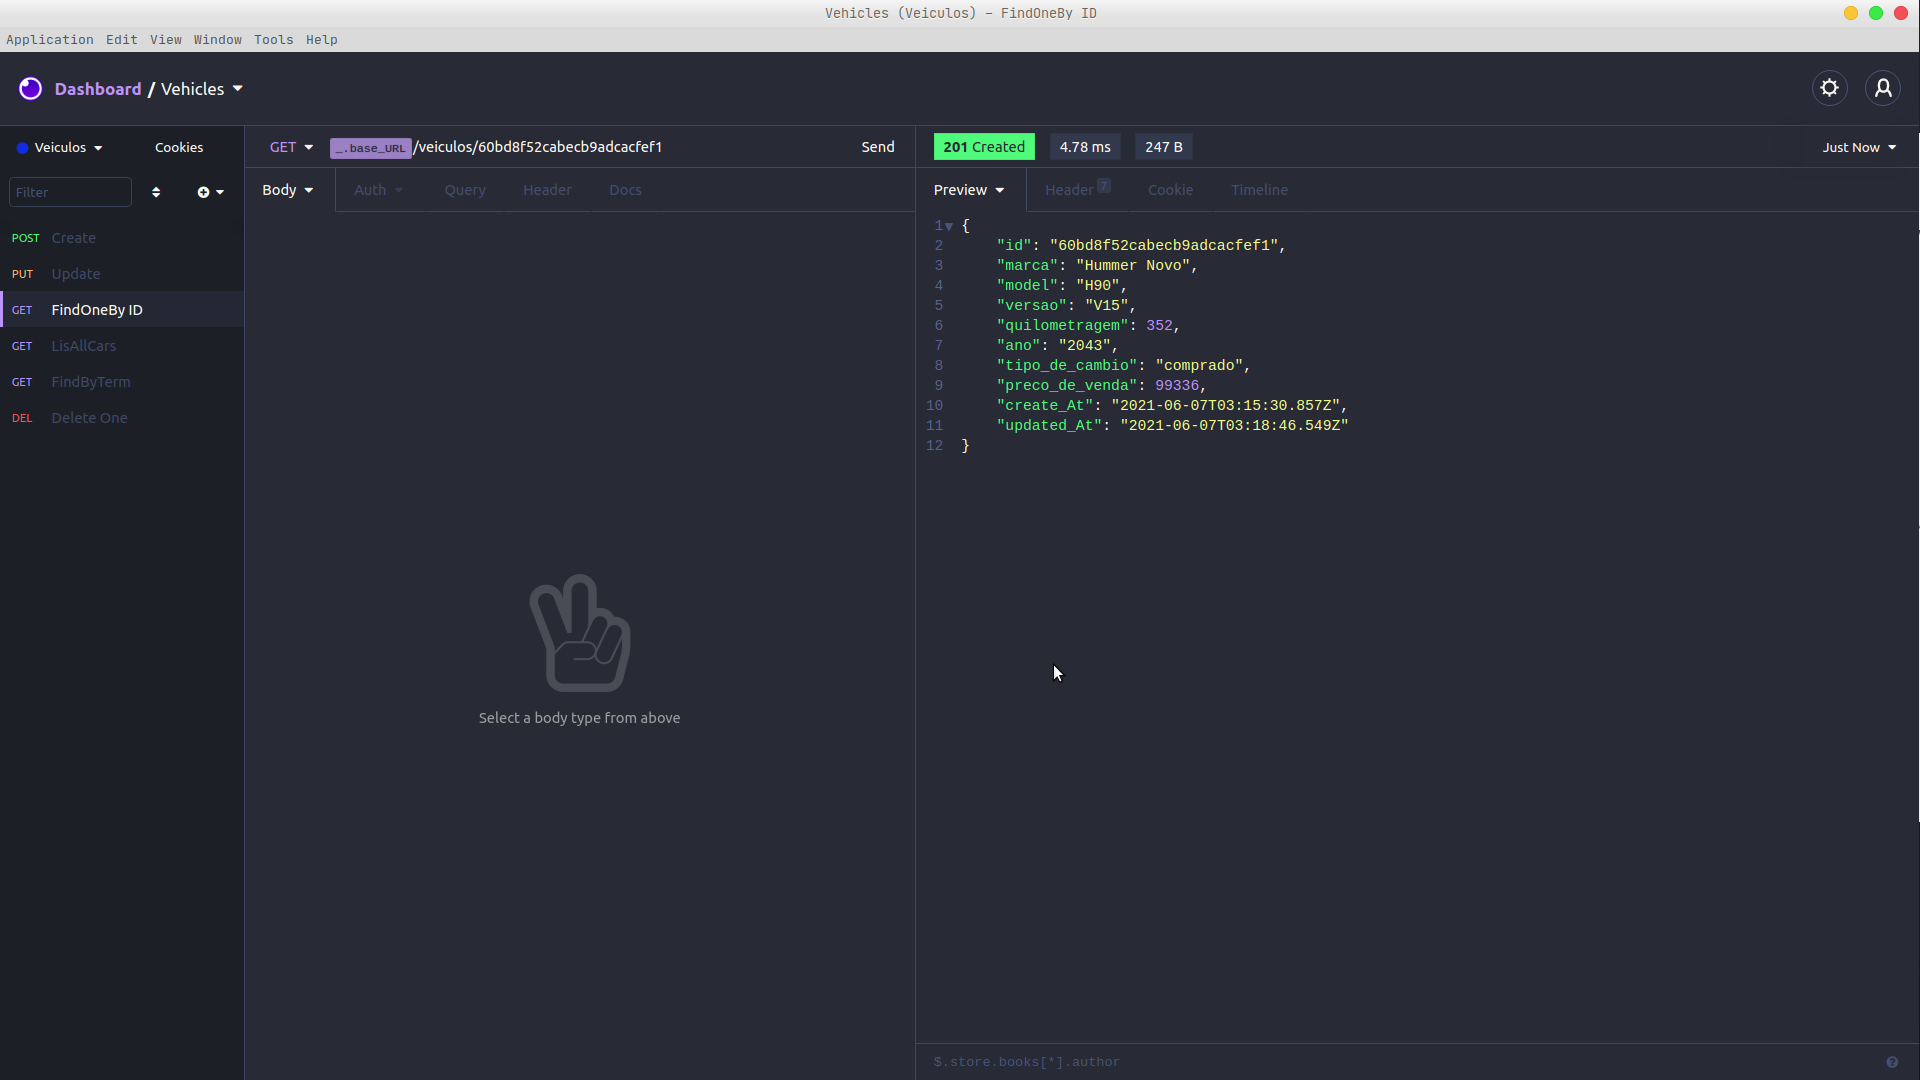 Vehicles (Veiculos) – FindOneBy ID
Application Edit View Window Tools Help
Dashboard / Vehicles
Veiculos Cookies
Filter
POST Create
PUT Update
GET FindOneBy ID
GET LisAllCars
GET FindByTerm
DEL Delete One
GET _.base_URL/veiculos/60bd8f52cabecb9adcacfef1 Send
Body Auth Query Header Docs
Select a body type from above
201 Created 4.78 ms 247 B Just Now
Preview Header 7 Cookie Timeline
1 {
2 "id": "60bd8f52cabecb9adcacfef1",
3 "marca": "Hummer Novo",
4 "model": "H90",
5 "versao": "V15",
6 "quilometragem": 352,
7 "ano": "2043",
8 "tipo_de_cambio": "comprado",
9 "preco_de_venda": 99336,
10 "create_At": "2021-06-07T03:15:30.857Z",
11 "updated_At": "2021-06-07T03:18:46.549Z"
12 }
$.store.books[*].author